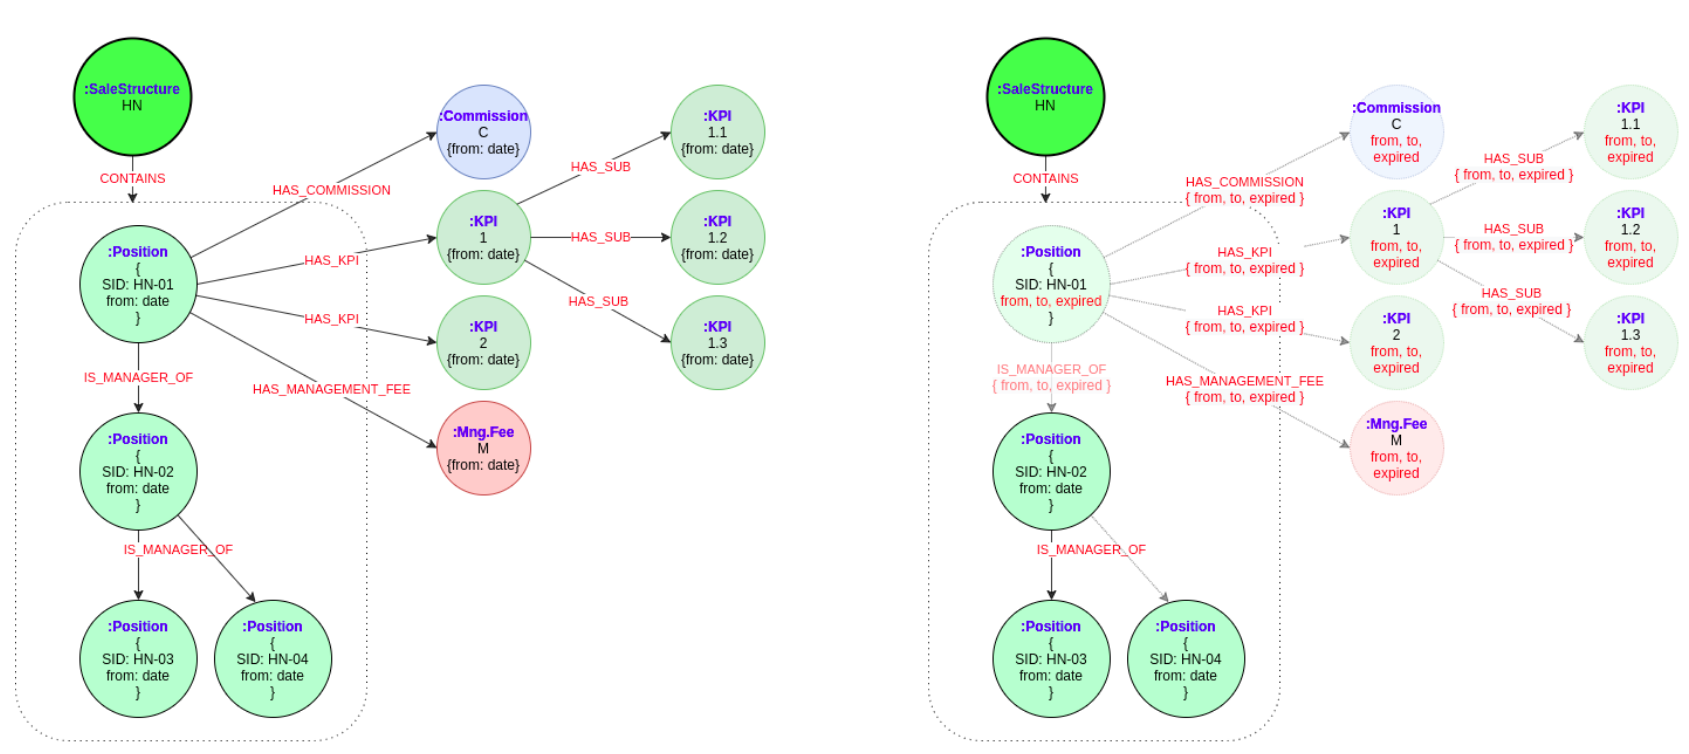 :SaleStructure
HN
CONTAINS
:Position
{
SID: HN-01
from: date
}
IS_MANAGER_OF
:Position
{
SID: HN-02
from: date
}
IS_MANAGER_OF
:Position
{
SID: HN-03
from: date
}
:Position
{
SID: HN-04
from: date
}
HAS_COMMISSION
HAS_KPI
HAS_KPI
HAS_MANAGEMENT_FEE
:Commission
C
{from: date}
:KPI
1
{from: date}
:KPI
2
{from: date}
:Mng.Fee
M
{from: date}
HAS_SUB
HAS_SUB
HAS_SUB
:KPI
1.1
{from: date}
:KPI
1.2
{from: date}
:KPI
1.3
{from: date}
:SaleStructure
HN
CONTAINS
:Position
{
SID: HN-01
from, to, expired
}
IS_MANAGER_OF
{ from, to, expired }
:Position
{
SID: HN-02
from: date
}
IS_MANAGER_OF
:Position
{
SID: HN-03
from: date
}
:Position
{
SID: HN-04
from: date
}
HAS_COMMISSION
{ from, to, expired }
HAS_KPI
{ from, to, expired }
HAS_KPI
{ from, to, expired }
HAS_MANAGEMENT_FEE
{ from, to, expired }
:Commission
C
from, to,
expired
:KPI
1
from, to,
expired
:KPI
2
from, to,
expired
:Mng.Fee
M
from, to,
expired
HAS_SUB
{ from, to, expired }
HAS_SUB
{ from, to, expired }
HAS_SUB
{ from, to, expired }
:KPI
1.1
from, to,
expired
:KPI
1.2
from, to,
expired
:KPI
1.3
from, to,
expired